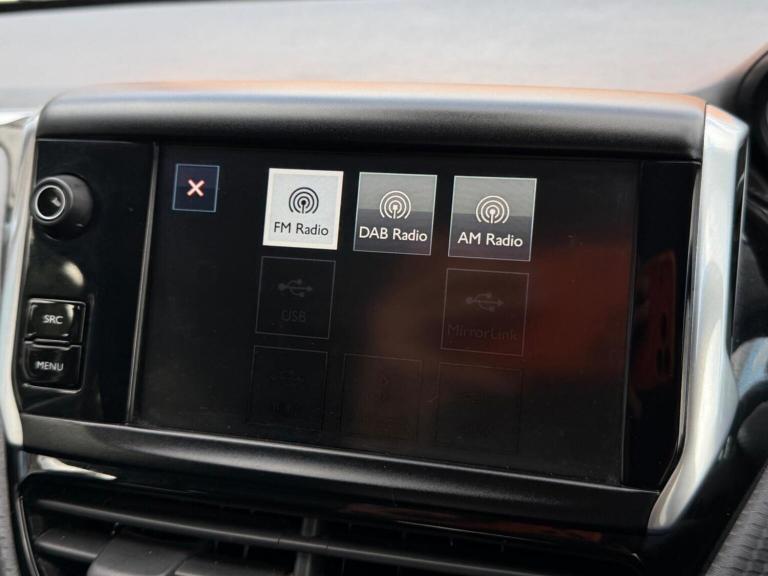 FM Radio
DAB Radio
AM Radio
USB
MirrorLink
SRC
MENU